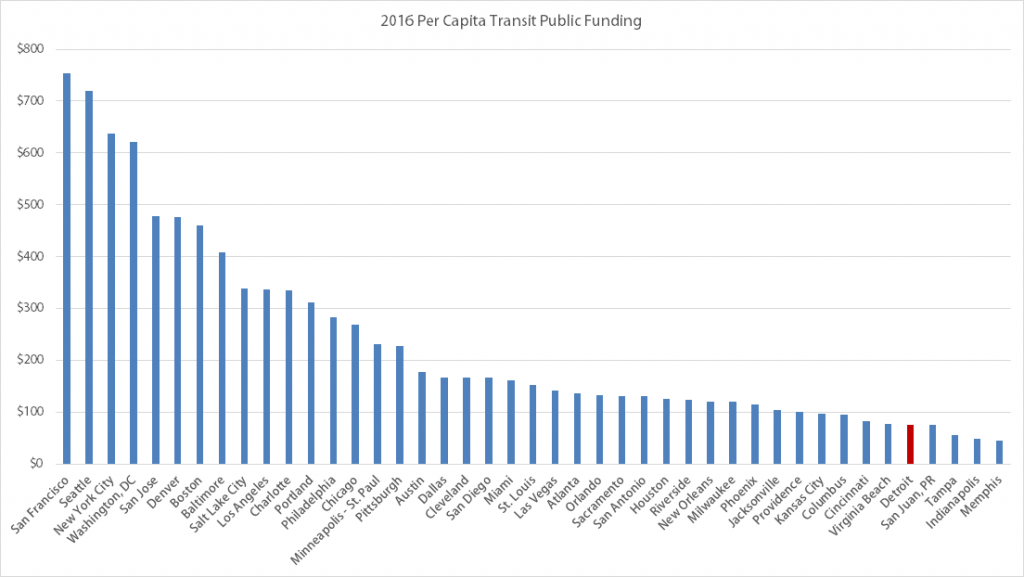 2016 Per Capita Transit Public Funding
$800
$700
$600
$500
$400
$300
$200
$100
$0
San Francisco
Seattle
New York City
Washington, DC
San Jose
Denver
Boston
Baltimore
Salt Lake City
Los Angeles
Charlotte
Portland
Philadelphia
Chicago
Minneapolis - St. Paul
Pittsburgh
Austin
Dallas
Cleveland
San Diego
Miami
St. Louis
Las Vegas
Atlanta
Orlando
Sacramento
San Antonio
Houston
Riverside
New Orleans
Milwaukee
Phoenix
Jacksonville
Providence
Kansas City
Columbus
Cincinnati
Virginia Beach
Detroit
San Juan, PR
Tampa
Indianapolis
Memphis